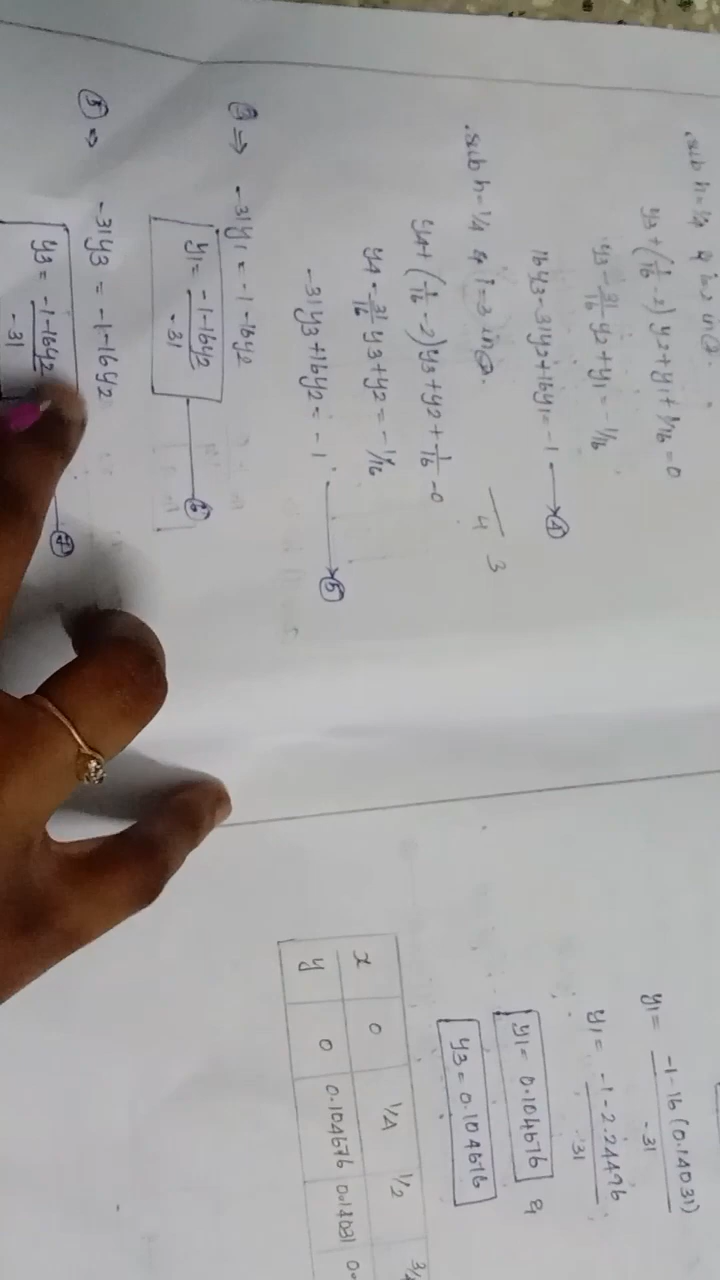 sub h = 1/4 & i=2 in ②.
y3 + (1/16 - 2) y2 + y1 + 1/16 = 0
y3 - 31/16 y2 + y1 = -1/16
16y3 - 31y2 + 16y1 = -1 → ④
sub h = 1/4 & i=3 in ②.
y4 + (1/16 - 2) y3 + y2 + 1/16 = 0
y4 - 31/16 y3 + y2 = -1/16
-31y3 + 16y2 = -1 → ⑤
⇒ -31y1 = -1 - 16y2
y1 = -1-16y2 / -31 ⑥
⑤ ⇒ -31y3 = -1-16y2
y3 = -1-16y2 / -31 ⑦
3
4
y1 = -1-16(0.14031) / -31
y1 = -1-2.24496 / -31
y1 = 0.104676 &
y3 = 0.104676
x 0 1/4 1/2 3/4
y 0 0.104676 0.14031 0.